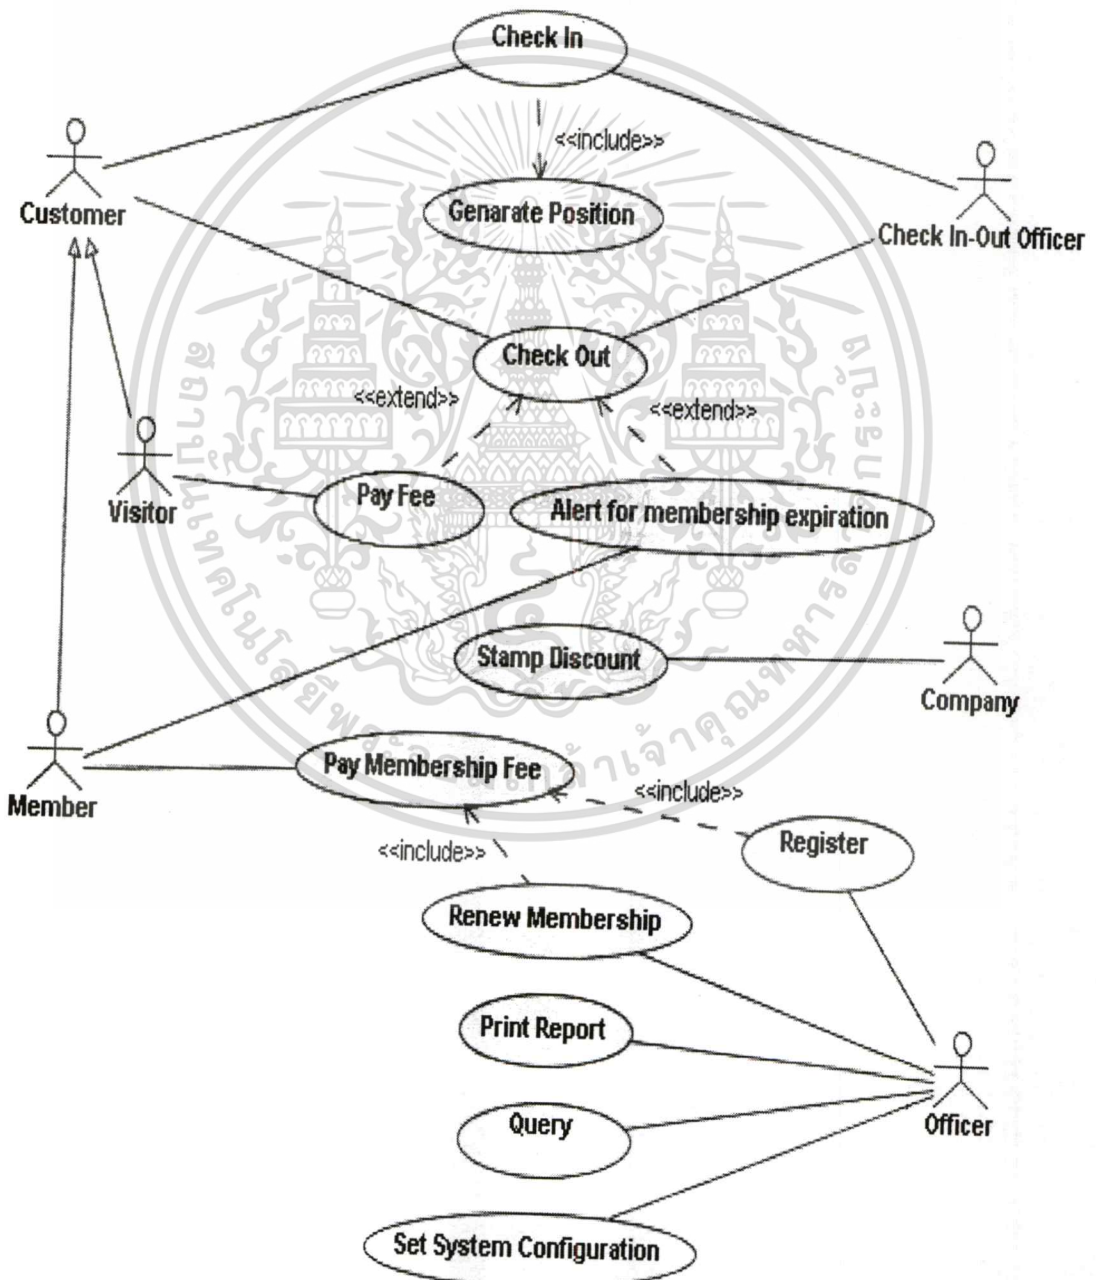 Check In
<<include>>
Customer
Genarate Position
Check In-Out Officer
Check Out
<<extend>>
<<extend>>
Visitor
Pay Fee
Alert for membership expiration
Stamp Discount
Company
Member
Pay Membership Fee
<<include>>
Register
<<include>>
Renew Membership
Print Report
Query
Officer
Set System Configuration